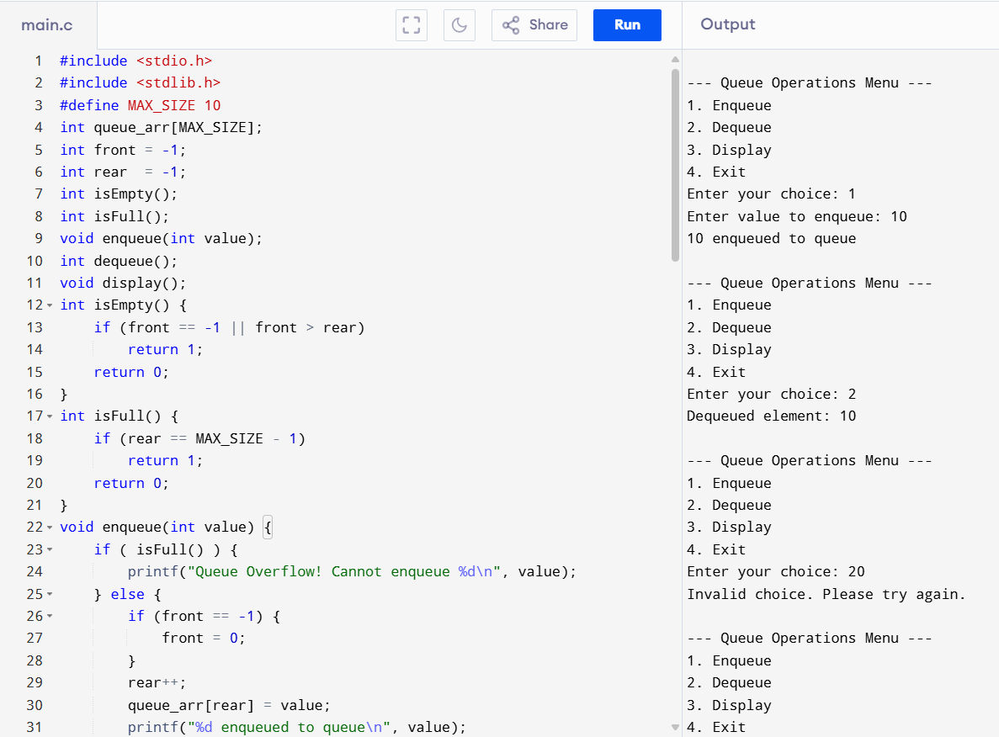 main.c
Share
Run
Output
1 #include <stdio.h>
2 #include <stdlib.h>
3 #define MAX_SIZE 10
4 int queue_arr[MAX_SIZE];
5 int front = -1;
6 int rear  = -1;
7 int isEmpty();
8 int isFull();
9 void enqueue(int value);
10 int dequeue();
11 void display();
12 int isEmpty() {
13     if (front == -1 || front > rear)
14         return 1;
15     return 0;
16 }
17 int isFull() {
18     if (rear == MAX_SIZE - 1)
19         return 1;
20     return 0;
21 }
22 void enqueue(int value) {
23     if ( isFull() ) {
24         printf("Queue Overflow! Cannot enqueue %d\n", value);
25     } else {
26         if (front == -1) {
27             front = 0;
28         }
29         rear++;
30         queue_arr[rear] = value;
31         printf("%d enqueued to queue\n", value);
--- Queue Operations Menu ---
1. Enqueue
2. Dequeue
3. Display
4. Exit
Enter your choice: 1
Enter value to enqueue: 10
10 enqueued to queue
--- Queue Operations Menu ---
1. Enqueue
2. Dequeue
3. Display
4. Exit
Enter your choice: 2
Dequeued element: 10
--- Queue Operations Menu ---
1. Enqueue
2. Dequeue
3. Display
4. Exit
Enter your choice: 20
Invalid choice. Please try again.
--- Queue Operations Menu ---
1. Enqueue
2. Dequeue
3. Display
4. Exit